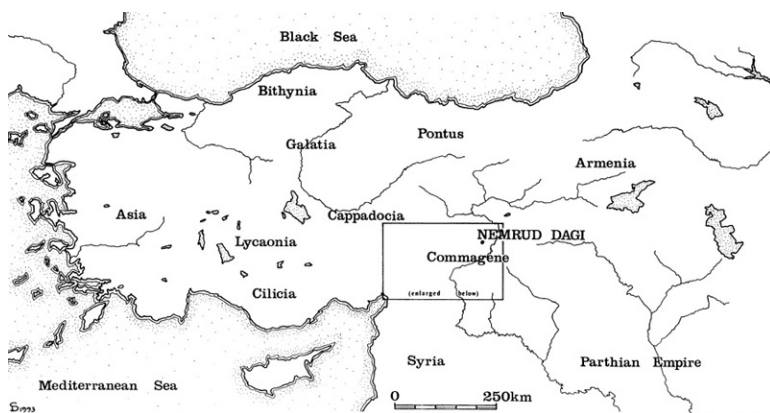 Black Sea
Bithynia
Galatia
Pontus
Armenia
Asia
Cappadocia
Lycaonia
NEMRUD DAGI
Commagene
Cilicia
(enlarged below)
Syria
Parthian Empire
Mediterranean Sea
S 1993
0 250km